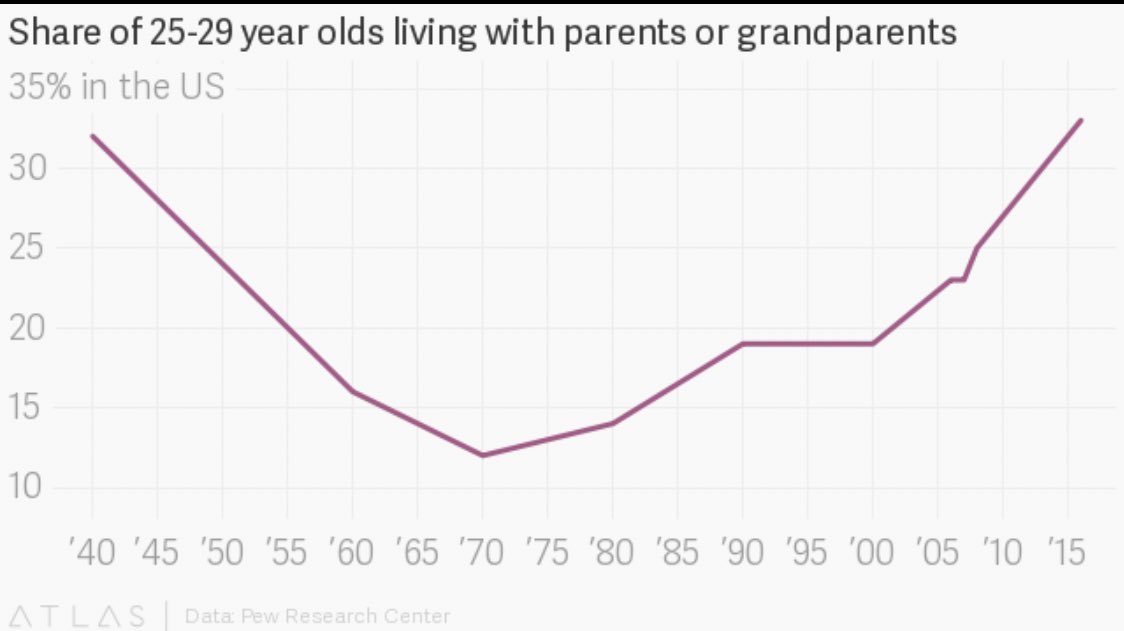 Share of 25-29 year olds living with parents or grandparents
35% in the US
30
25
20
15
10
'40 '45 '50 '55 '60 '65 '70 '75 '80 '85 '90 '95 '00 '05 '10 '15
ATLAS | Data: Pew Research Center